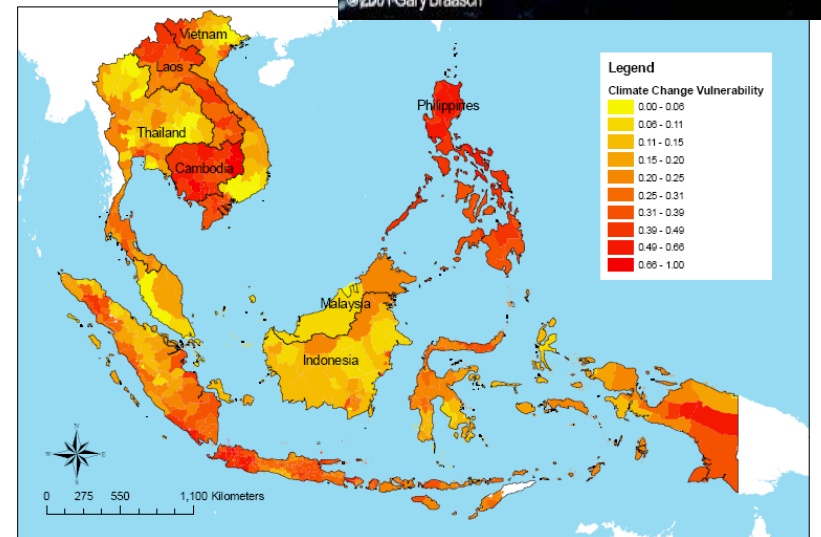 ©2001 Gary Braasch
Vietnam
Laos
Thailand
Cambodia
Philippines
Malaysia
Indonesia
Legend
Climate Change Vulnerability
0.00 - 0.06
0.06 - 0.11
0.11 - 0.15
0.15 - 0.20
0.20 - 0.25
0.25 - 0.31
0.31 - 0.39
0.39 - 0.49
0.49 - 0.66
0.66 - 1.00
N
W
E
S
0 275 550 1,100 Kilometers